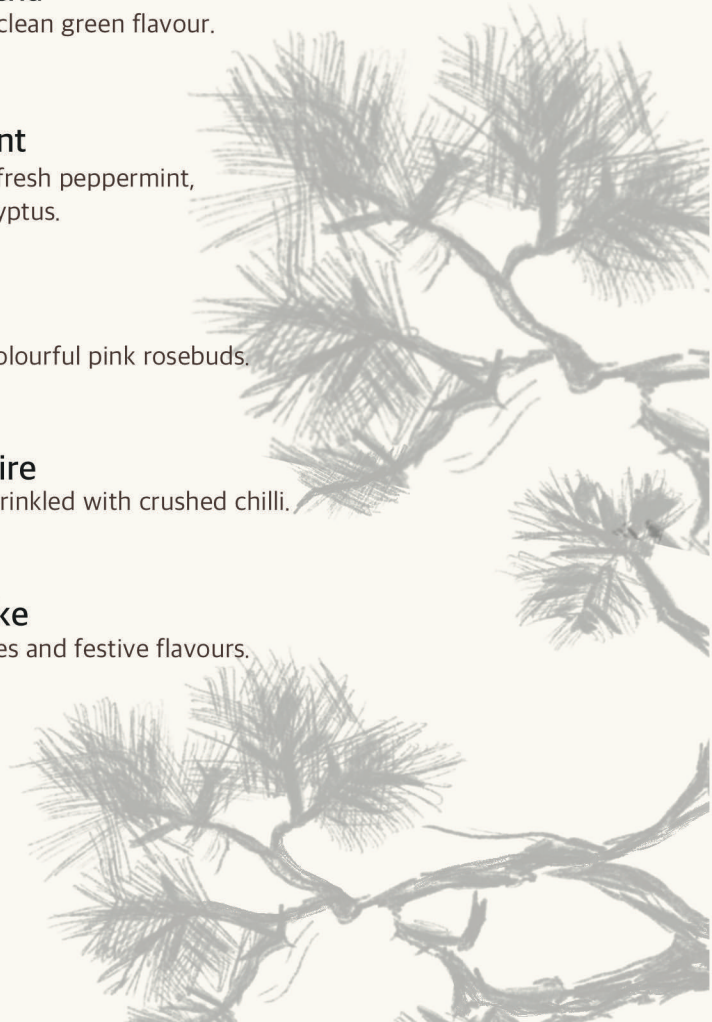 clean green flavour.
nt
fresh peppermint,
yptus.
olourful pink rosebuds.
ire
rinkled with crushed chilli.
ke
es and festive flavours.